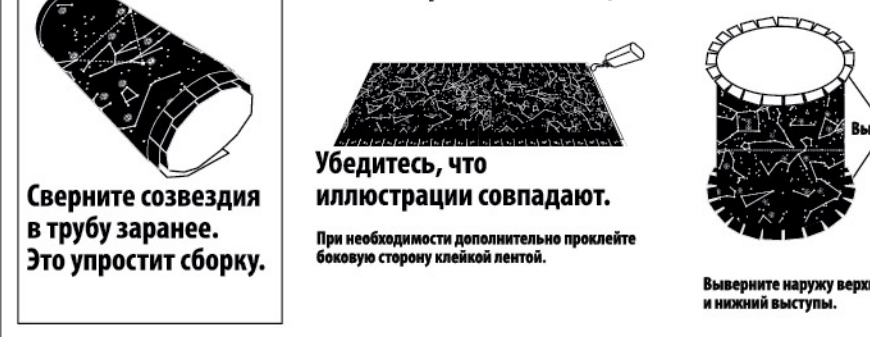 Сверните созвездия
в трубу заранее.
Это упростит сборку.
Убедитесь, что
иллюстрации совпадают.
При необходимости дополнительно проклейте
боковую сторону клейкой лентой.
Выверните наружу
и нижний выступы.